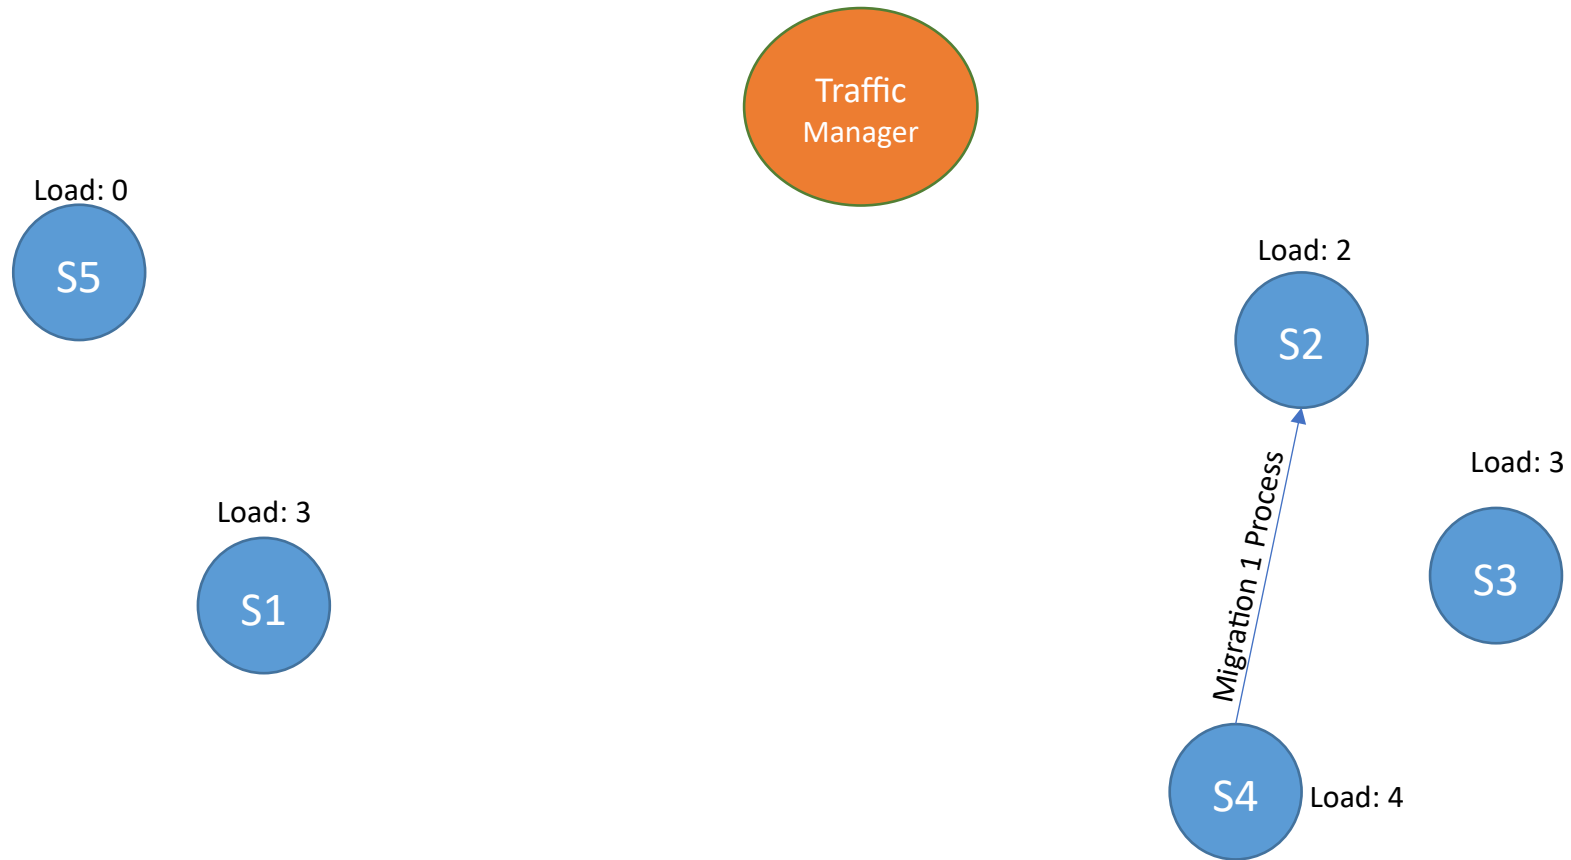 Traffic
Manager
Load: 0
S5
Load: 2
S2
Load: 3
S3
Load: 3
S1
Migration 1 Process
S4
Load: 4